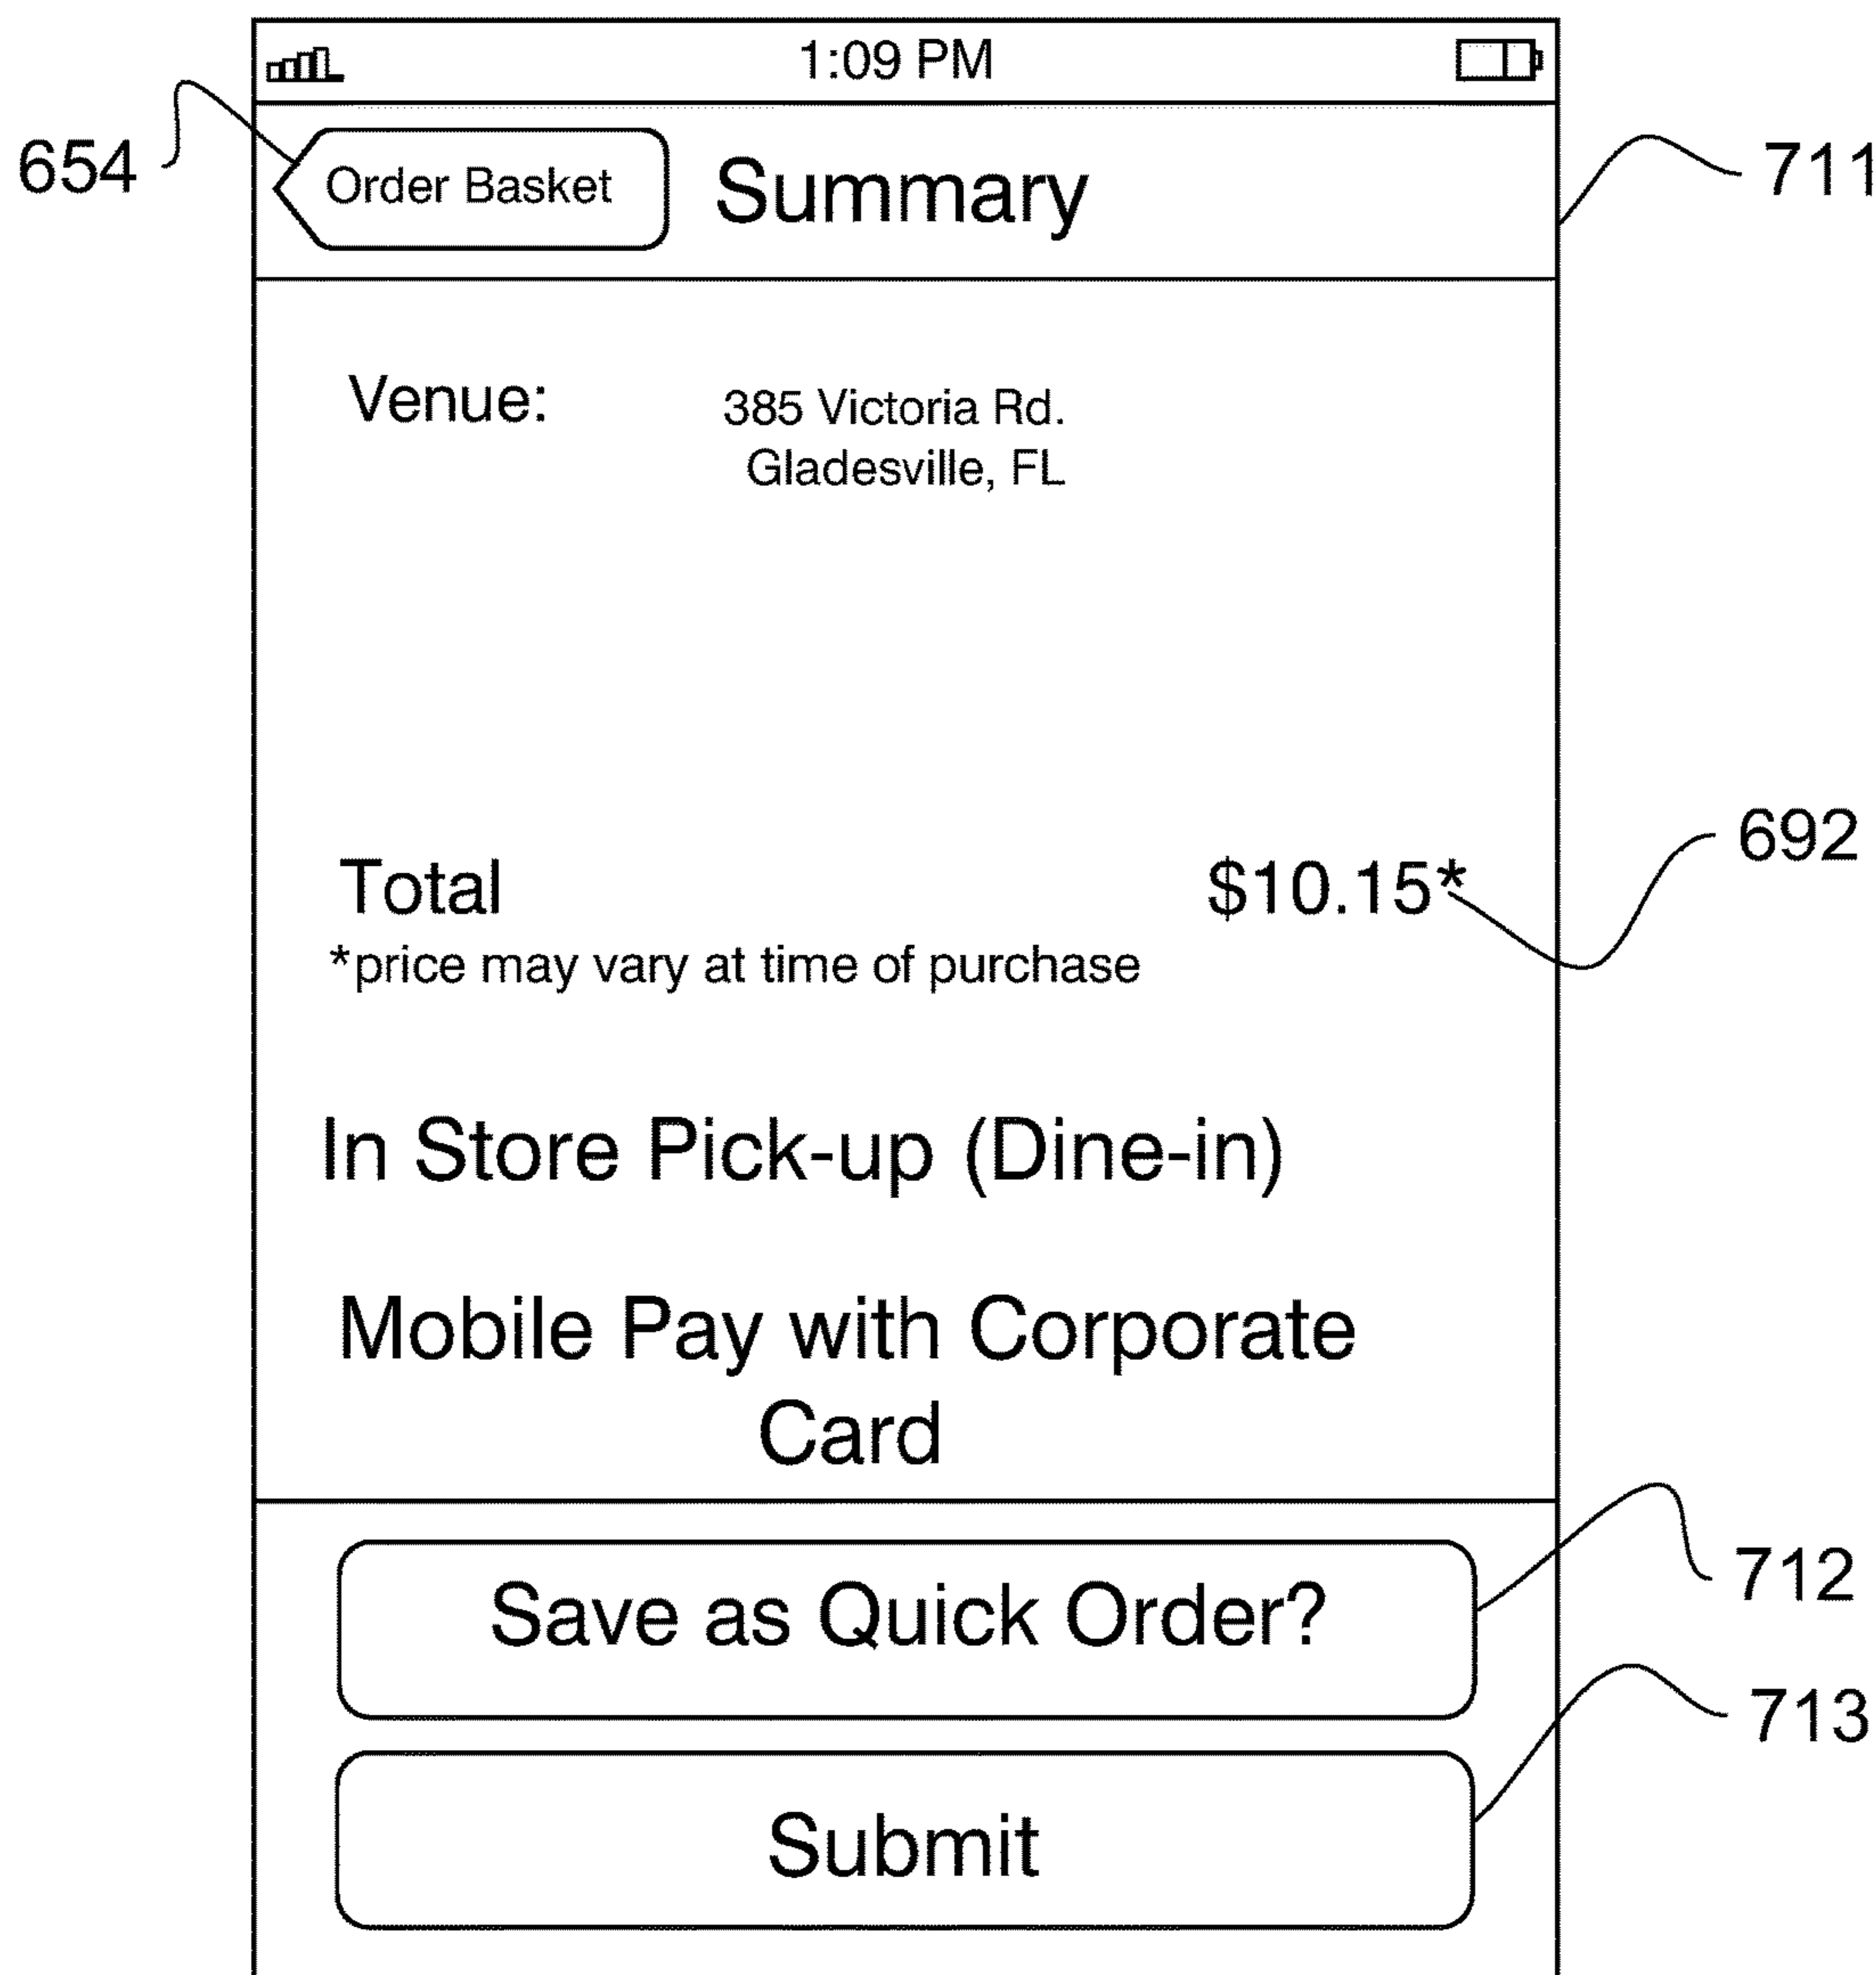 1:09 PM
654
Order Basket
Summary
711
Venue:
385 Victoria Rd.
Gladesville, FL
692
Total
$10.15*
*price may vary at time of purchase
In Store Pick-up (Dine-in)
Mobile Pay with Corporate
Card
Save as Quick Order?
712
713
Submit